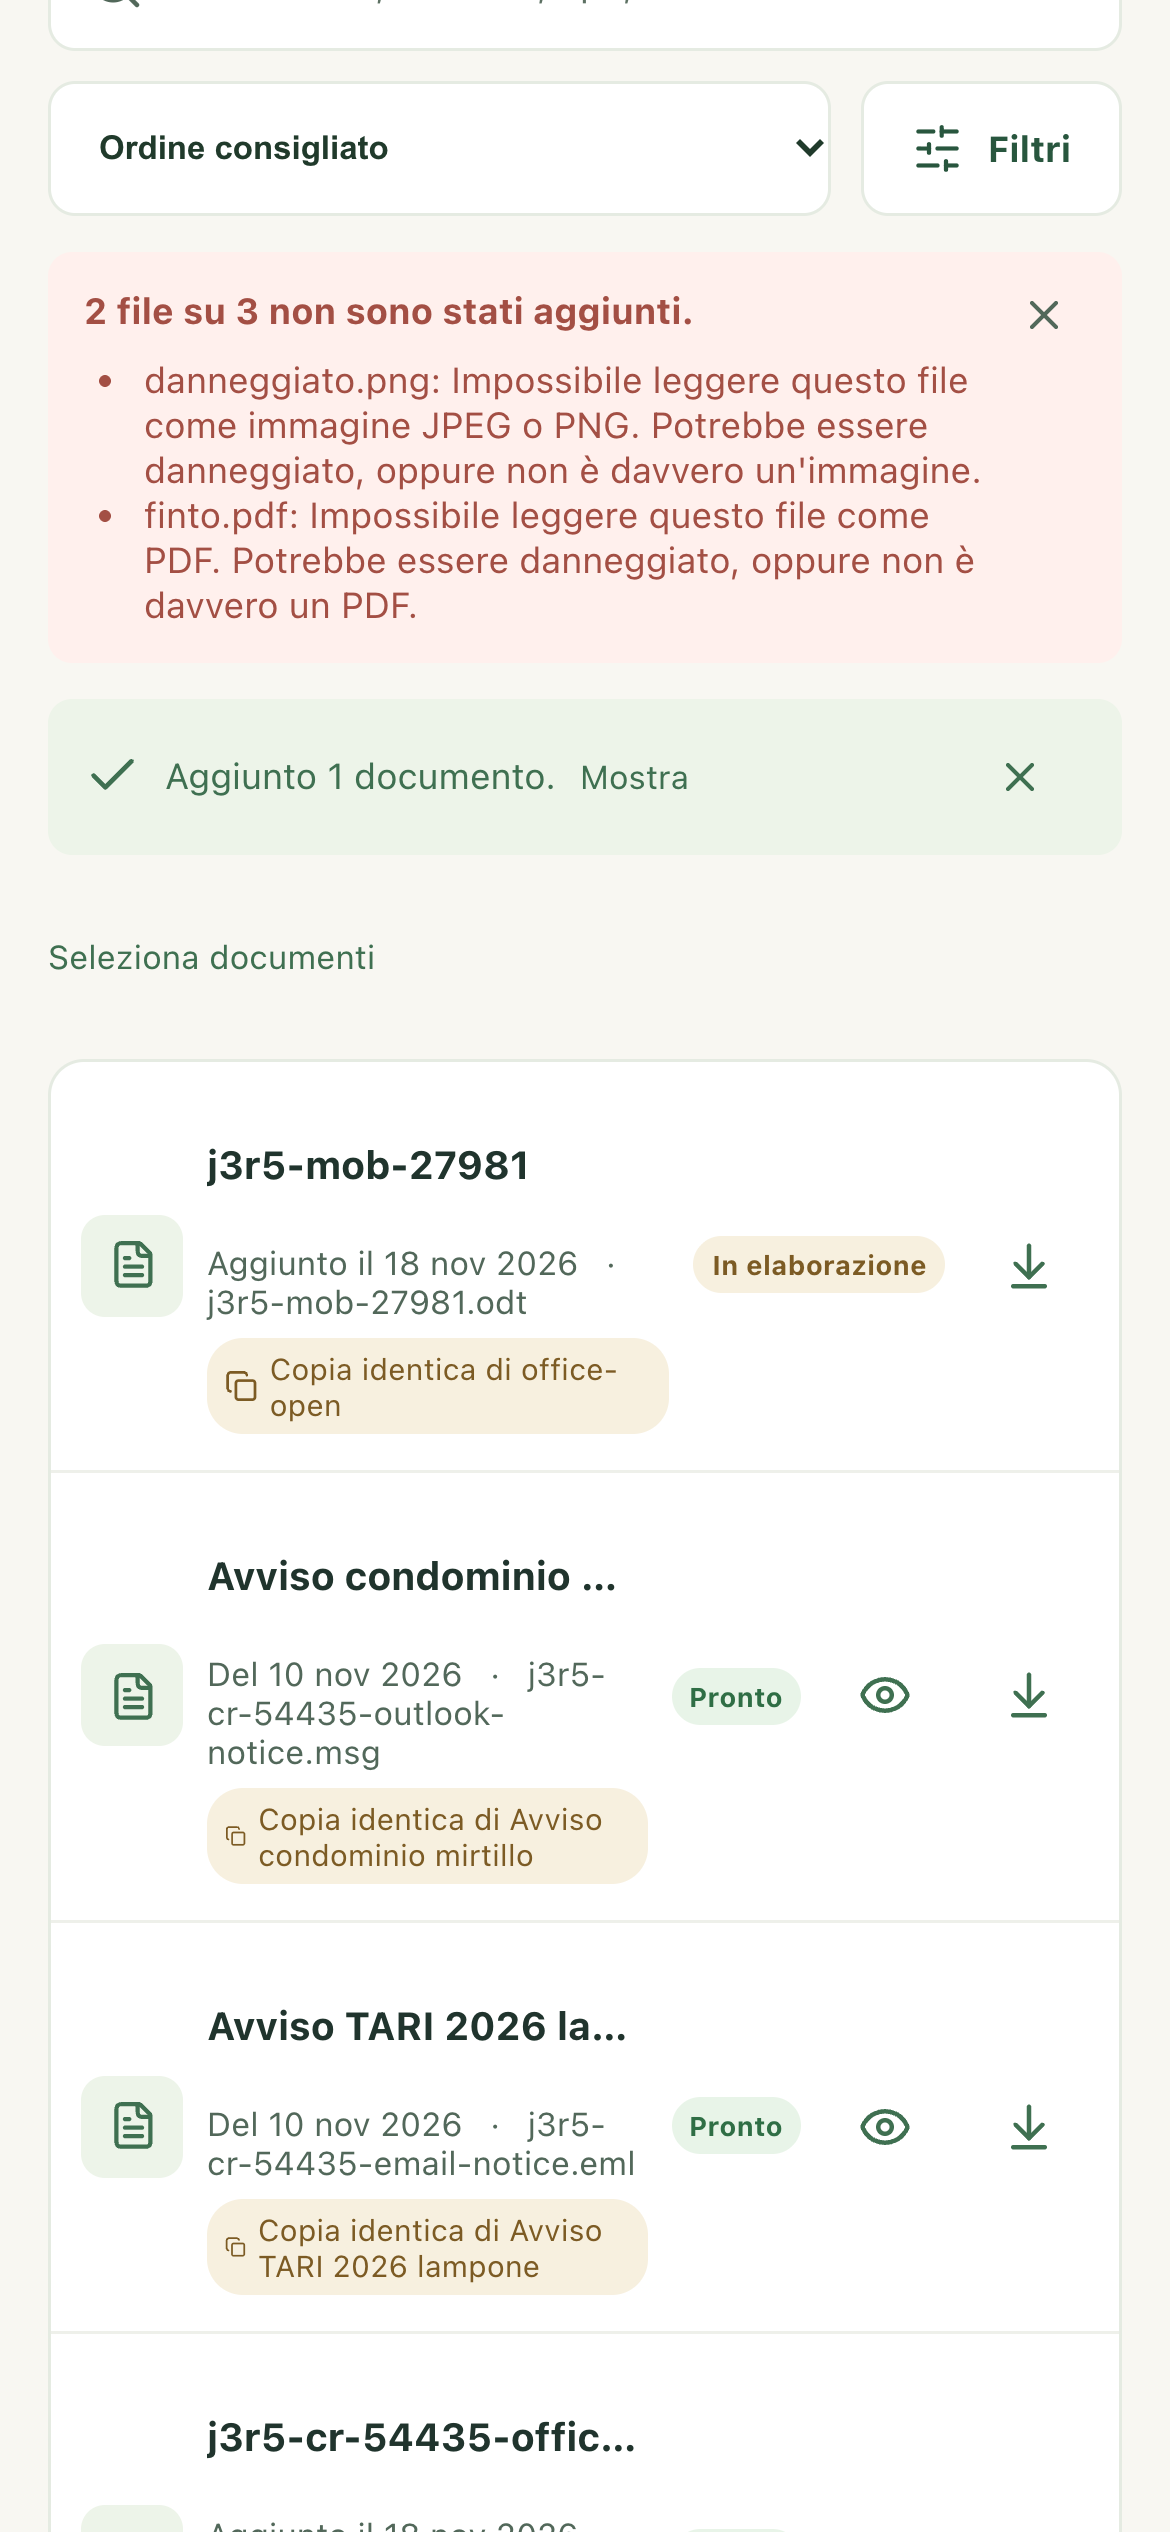 Ordine consigliato
Filtri
2 file su 3 non sono stati aggiunti.
• danneggiato.png: Impossibile leggere questo file
come immagine JPEG o PNG. Potrebbe essere
danneggiato, oppure non è davvero un'immagine.
• finto.pdf: Impossibile leggere questo file come
PDF. Potrebbe essere danneggiato, oppure non è
davvero un PDF.
Aggiunto 1 documento. Mostra
Seleziona documenti
j3r5-mob-27981
Aggiunto il 18 nov 2026 ·
j3r5-mob-27981.odt
In elaborazione
Copia identica di office-
open
Avviso condominio ...
Del 10 nov 2026 · j3r5-
cr-54435-outlook-
notice.msg
Pronto
Copia identica di Avviso
condominio mirtillo
Avviso TARI 2026 la...
Del 10 nov 2026 · j3r5-
cr-54435-email-notice.eml
Pronto
Copia identica di Avviso
TARI 2026 lampone
j3r5-cr-54435-offic...
Aggiunto il 18 nov 2026